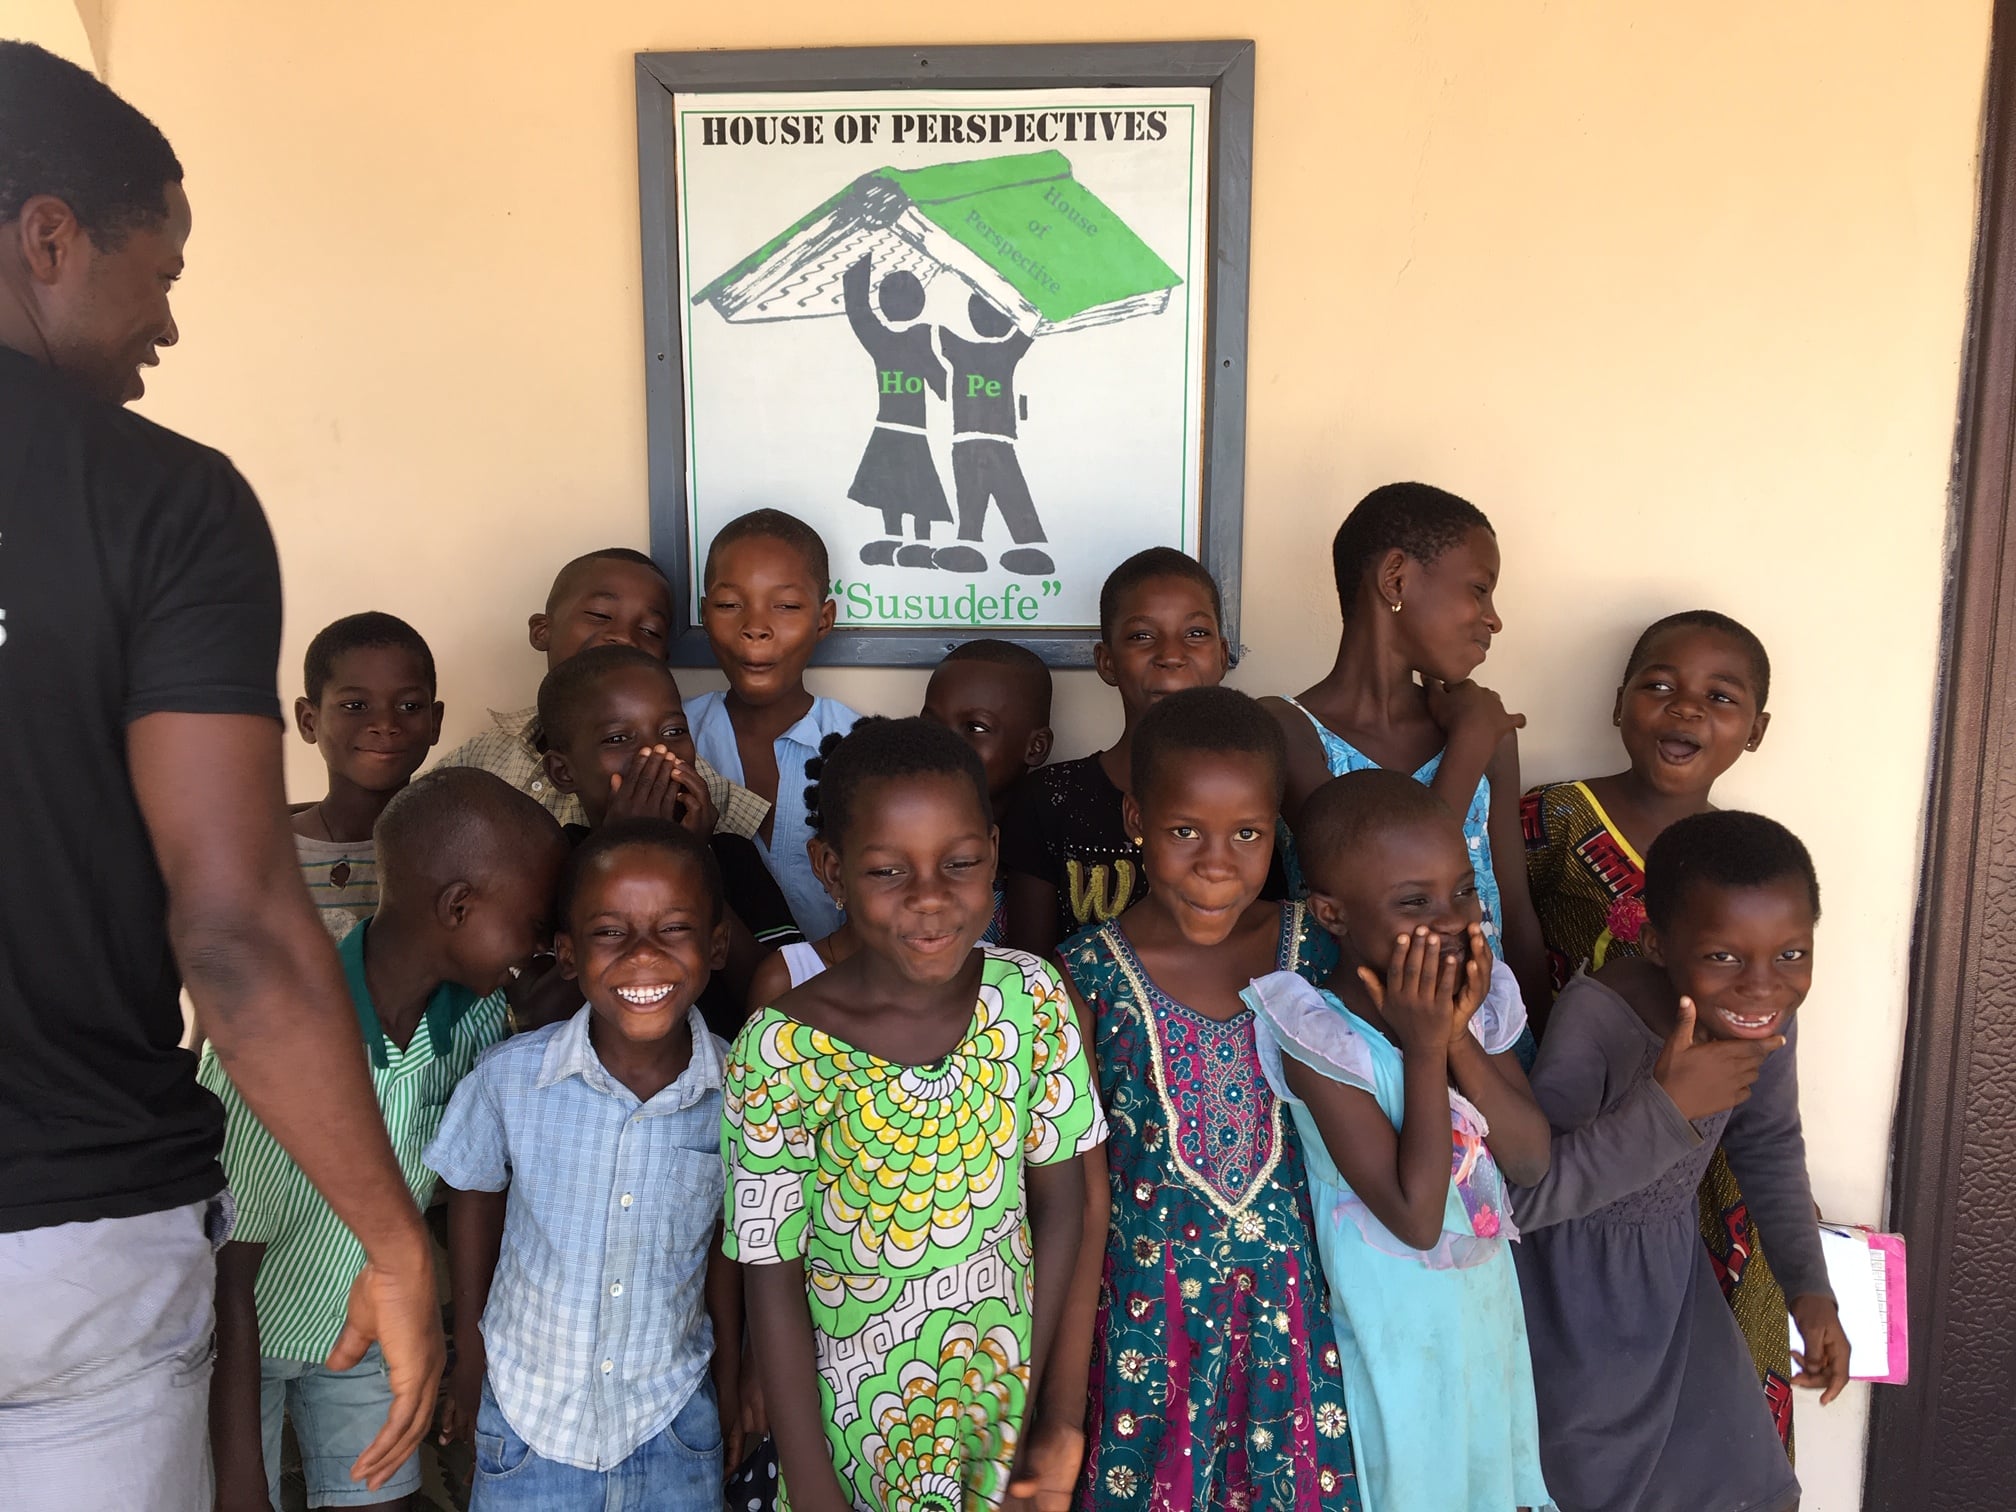 HOUSE OF PERSPECTIVES
House
of
Perspective
Ho Pe
"Susudefe"
W